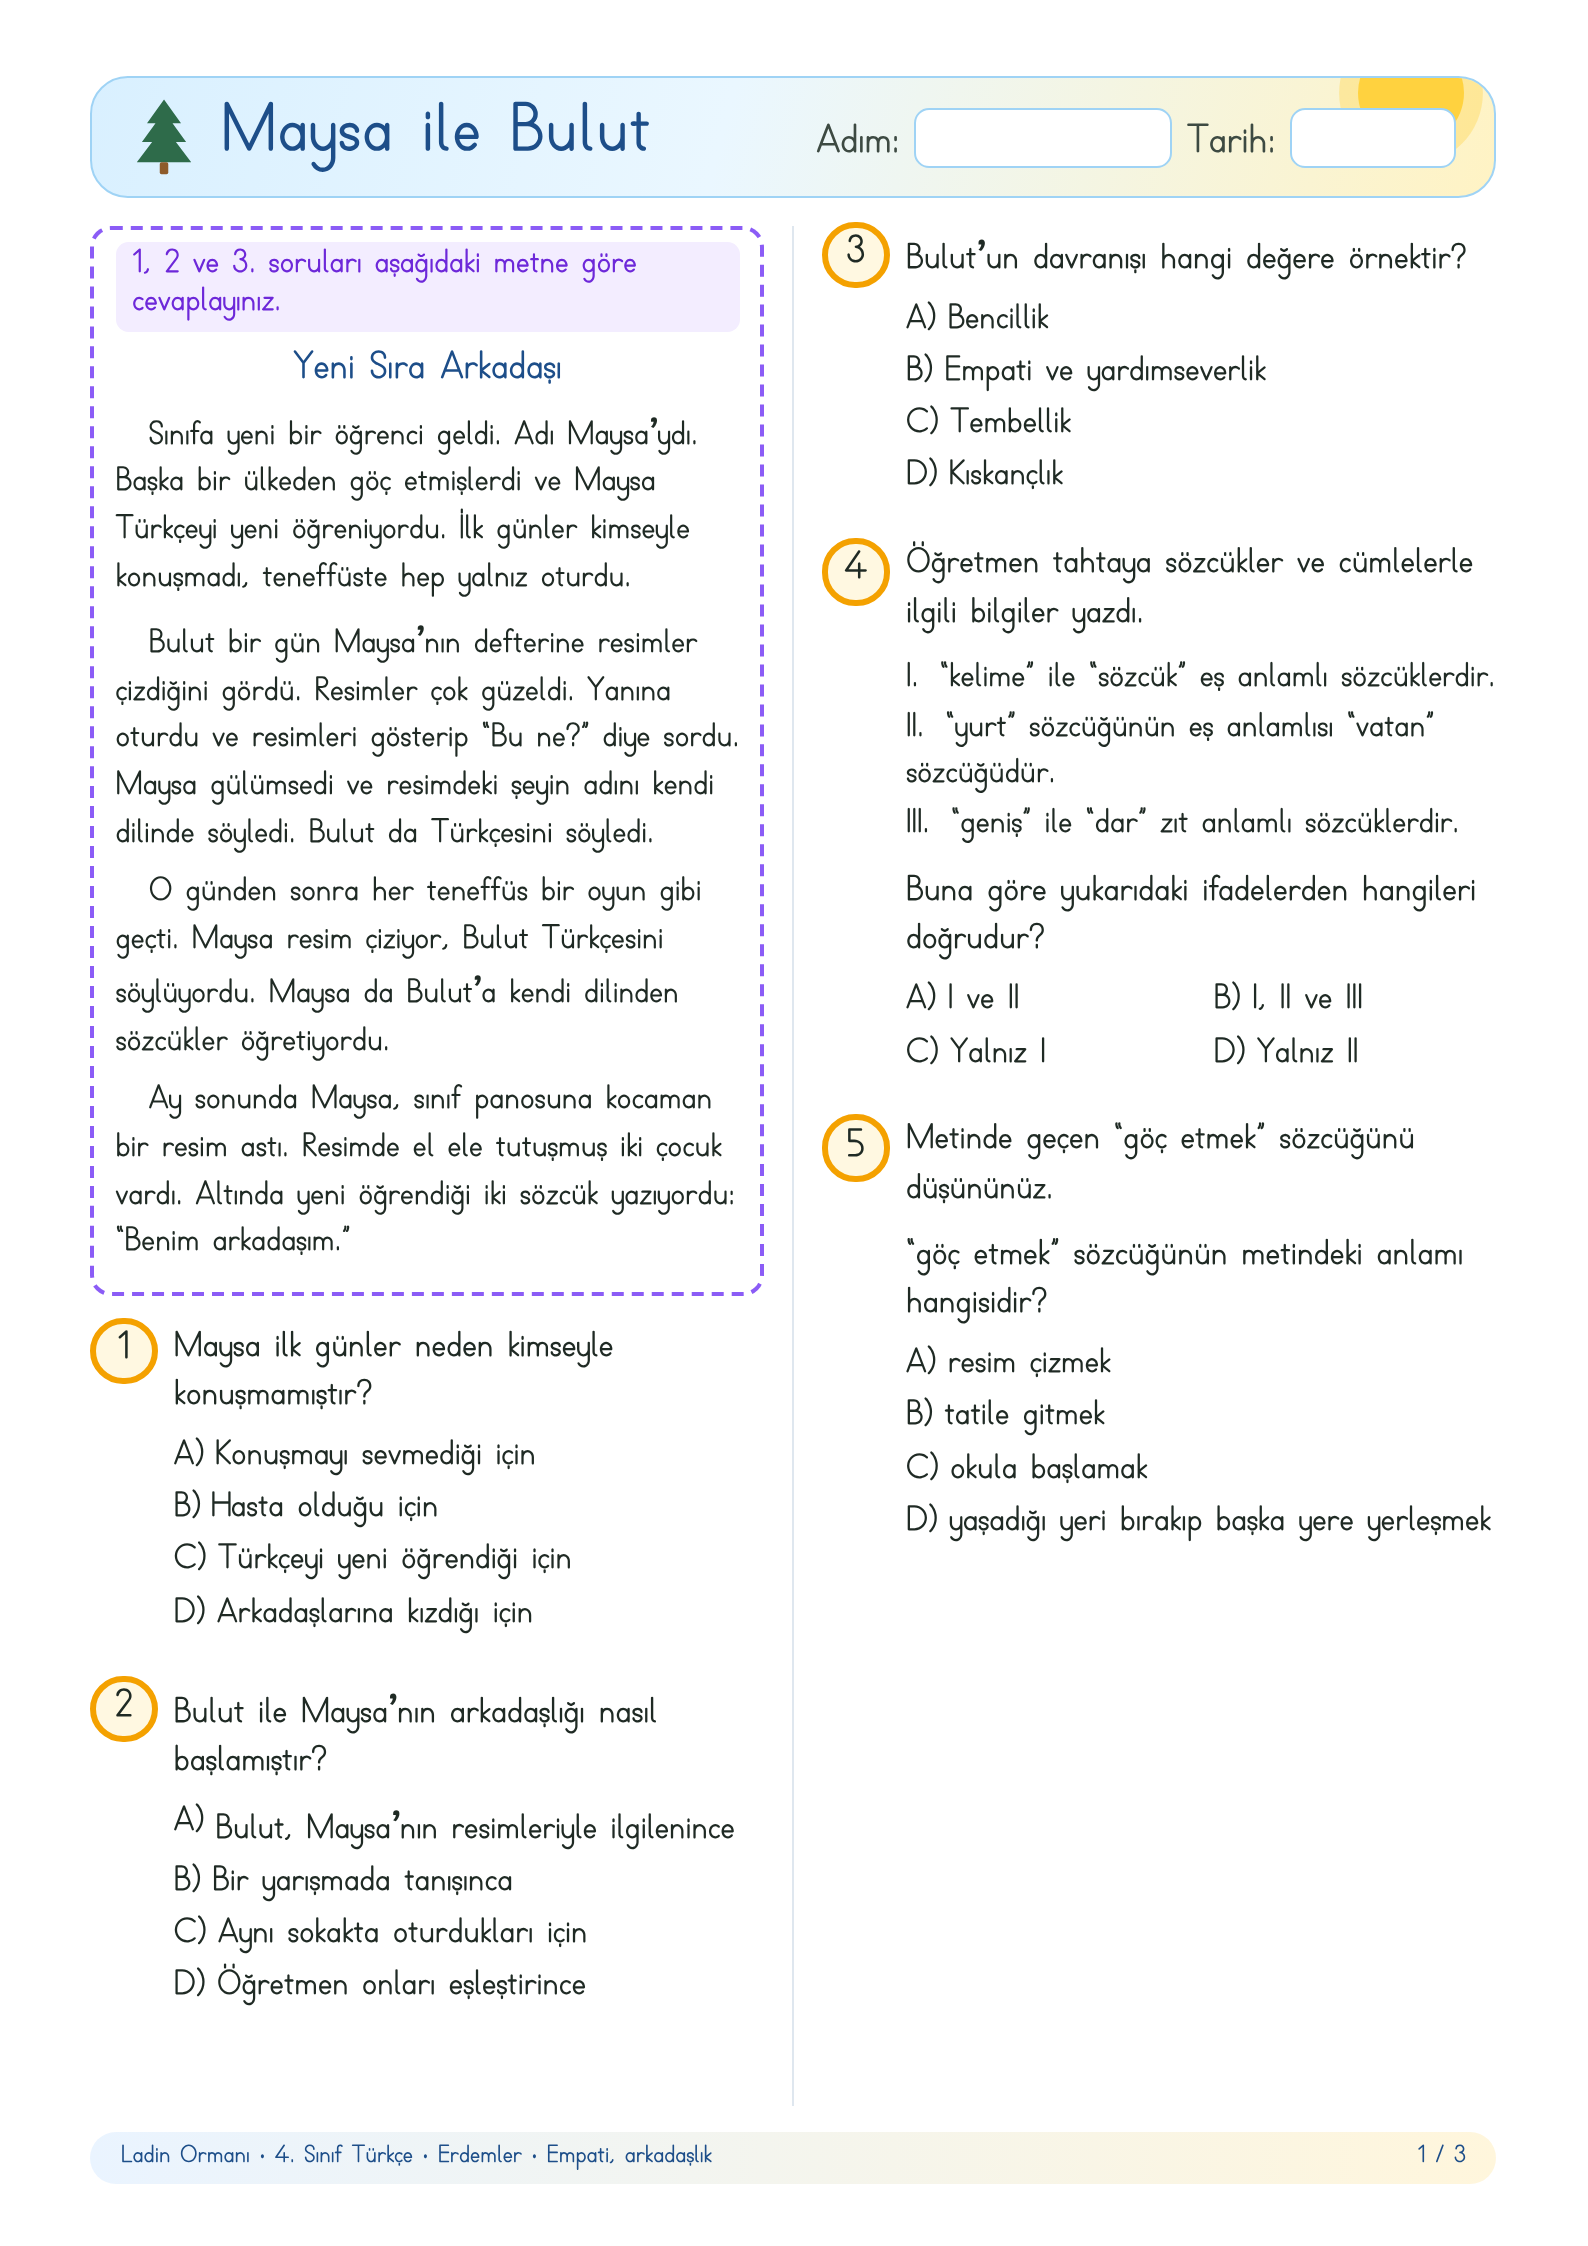 Maysa ile Bulut
Adım:
Tarih:
1, 2 ve 3. soruları aşağıdaki metne göre
cevaplayınız.
Yeni Sıra Arkadaşı
Sınıfa yeni bir öğrenci geldi. Adı Maysa’ydı.
Başka bir ülkeden göç etmişlerdi ve Maysa
Türkçeyi yeni öğreniyordu. İlk günler kimseyle
konuşmadı, teneffüste hep yalnız oturdu.
Bulut bir gün Maysa’nın defterine resimler
çizdiğini gördü. Resimler çok güzeldi. Yanına
oturdu ve resimleri gösterip “Bu ne?” diye sordu.
Maysa gülümsedi ve resimdeki şeyin adını kendi
dilinde söyledi. Bulut da Türkçesini söyledi.
O günden sonra her teneffüs bir oyun gibi
geçti. Maysa resim çiziyor, Bulut Türkçesini
söylüyordu. Maysa da Bulut’a kendi dilinden
sözcükler öğretiyordu.
Ay sonunda Maysa, sınıf panosuna kocaman
bir resim astı. Resimde el ele tutuşmuş iki çocuk
vardı. Altında yeni öğrendiği iki sözcük yazıyordu:
“Benim arkadaşım.”
1
Maysa ilk günler neden kimseyle
konuşmamıştır?
A) Konuşmayı sevmediği için
B) Hasta olduğu için
C) Türkçeyi yeni öğrendiği için
D) Arkadaşlarına kızdığı için
2
Bulut ile Maysa’nın arkadaşlığı nasıl
başlamıştır?
A) Bulut, Maysa’nın resimleriyle ilgilenince
B) Bir yarışmada tanışınca
C) Aynı sokakta oturdukları için
D) Öğretmen onları eşleştirince
3
Bulut’un davranışı hangi değere örnektir?
A) Bencillik
B) Empati ve yardımseverlik
C) Tembellik
D) Kıskançlık
4
Öğretmen tahtaya sözcükler ve cümlelerle
ilgili bilgiler yazdı.
I. “kelime” ile “sözcük” eş anlamlı sözcüklerdir.
II. “yurt” sözcüğünün eş anlamlısı “vatan”
sözcüğüdür.
III. “geniş” ile “dar” zıt anlamlı sözcüklerdir.
Buna göre yukarıdaki ifadelerden hangileri
doğrudur?
A) I ve II
B) I, II ve III
C) Yalnız I
D) Yalnız II
5
Metinde geçen “göç etmek” sözcüğünü
düşününüz.
“göç etmek” sözcüğünün metindeki anlamı
hangisidir?
A) resim çizmek
B) tatile gitmek
C) okula başlamak
D) yaşadığı yeri bırakıp başka yere yerleşmek
Ladin Ormanı • 4. Sınıf Türkçe • Erdemler • Empati, arkadaşlık
1 / 3